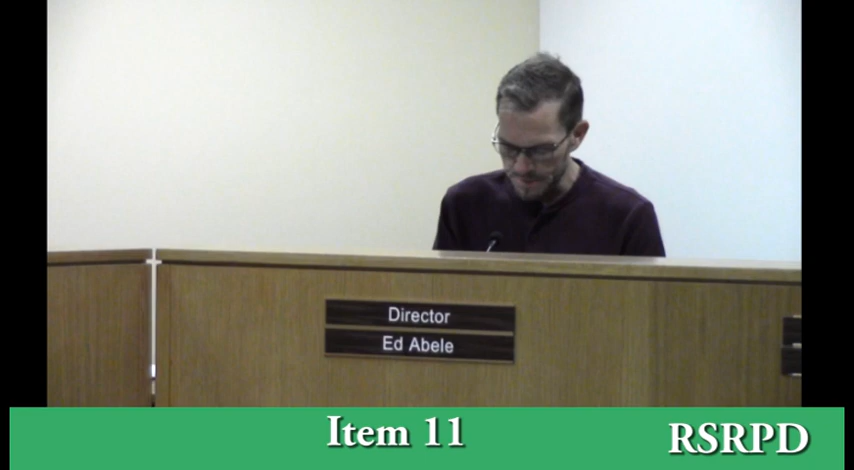 Director
Ed Abele
Item 11
RSRPD